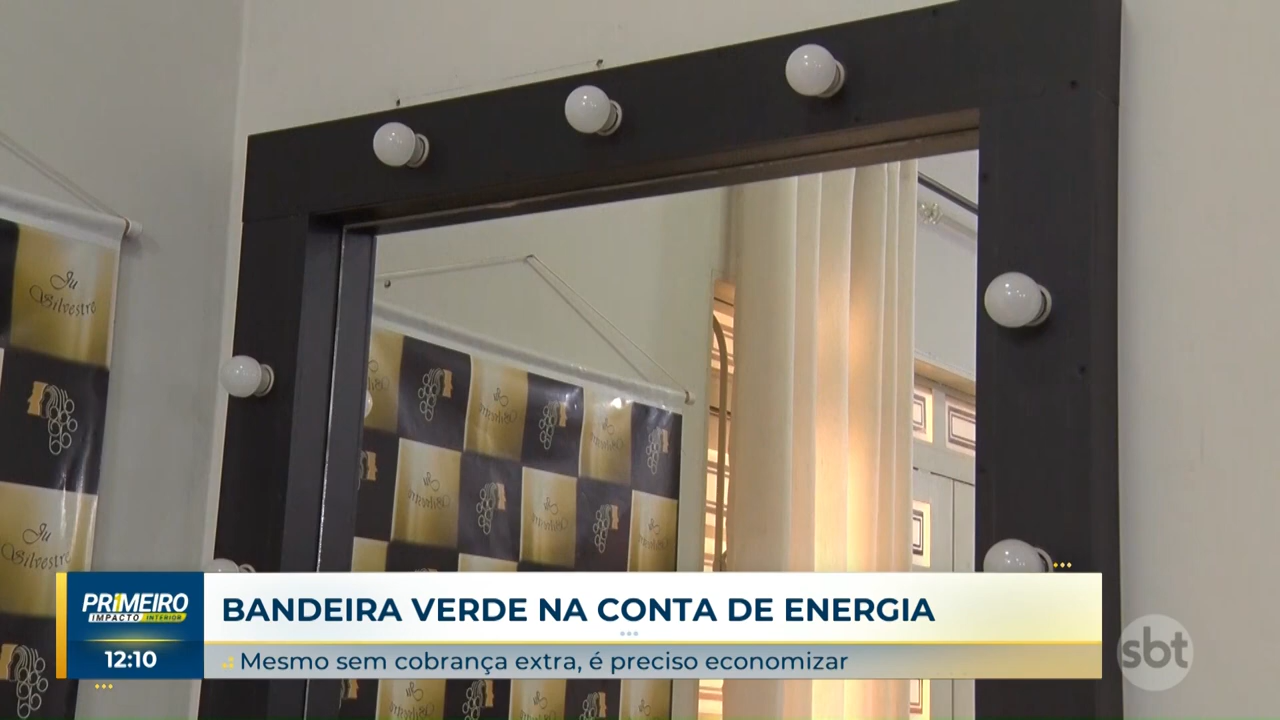 Ju
Silvestre
Ju
Silvestre
PRIMEIRO
IMPACTO INTERIOR
12:10
BANDEIRA VERDE NA CONTA DE ENERGIA
Mesmo sem cobrança extra, é preciso economizar
sbt